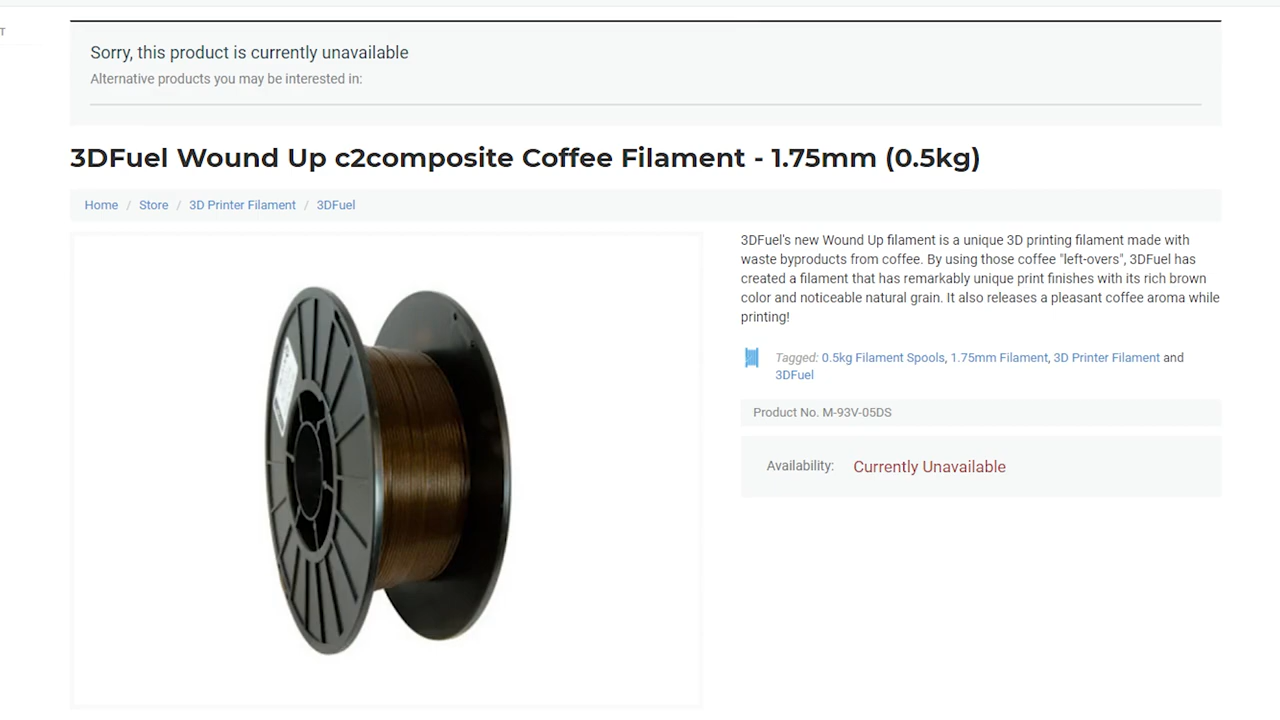 T
Sorry, this product is currently unavailable
Alternative products you may be interested in:
3DFuel Wound Up c2composite Coffee Filament - 1.75mm (0.5kg)
Home / Store / 3D Printer Filament / 3DFuel
3DFuel's new Wound Up filament is a unique 3D printing filament made with
waste byproducts from coffee. By using those coffee "left-overs", 3DFuel has
created a filament that has remarkably unique print finishes with its rich brown
color and noticeable natural grain. It also releases a pleasant coffee aroma while
printing!
Tagged: 0.5kg Filament Spools, 1.75mm Filament, 3D Printer Filament and
3DFuel
Product No. M-93V-05DS
Availability: Currently Unavailable